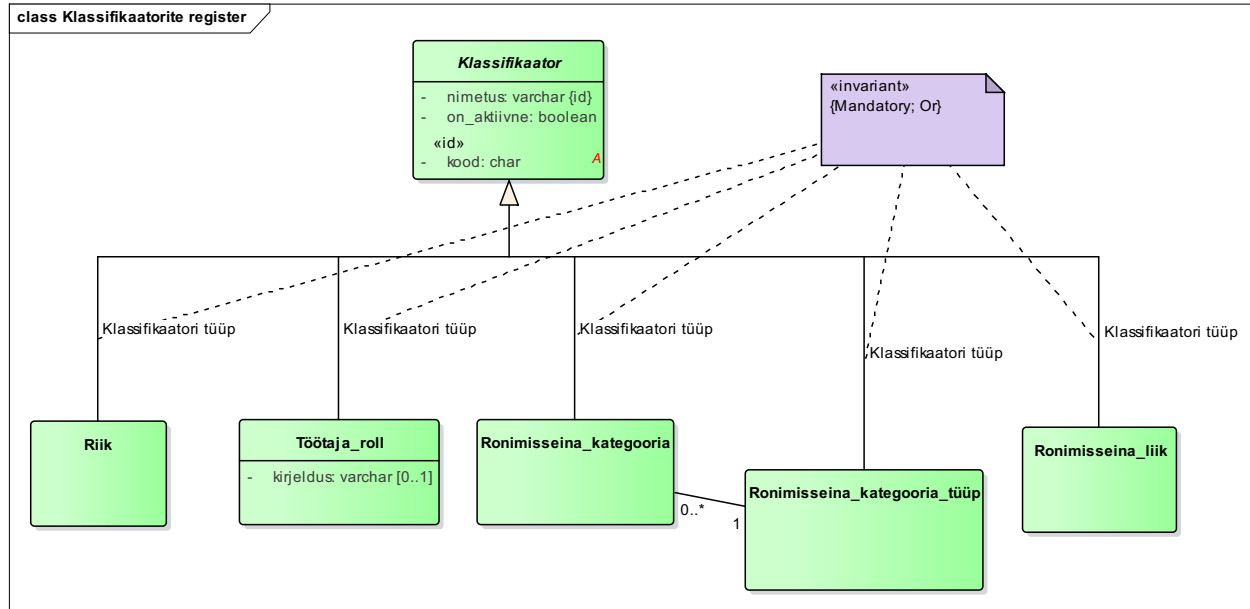 class Klassifikaatorite register
Klassifikaator
- nimetus: varchar {id}
- on_aktiivne: boolean
«id»
- kood: char
A
«invariant»
{Mandatory; Or}
Klassifikaatori tüüp
Klassifikaatori tüüp
Klassifikaatori tüüp
Klassifikaatori tüüp
Klassifikaatori tüüp
Riik
Töötaja_roll
- kirjeldus: varchar [0..1]
Ronimisseina_kategooria
0..*
1
Ronimisseina_kategooria_tüüp
Ronimisseina_liik